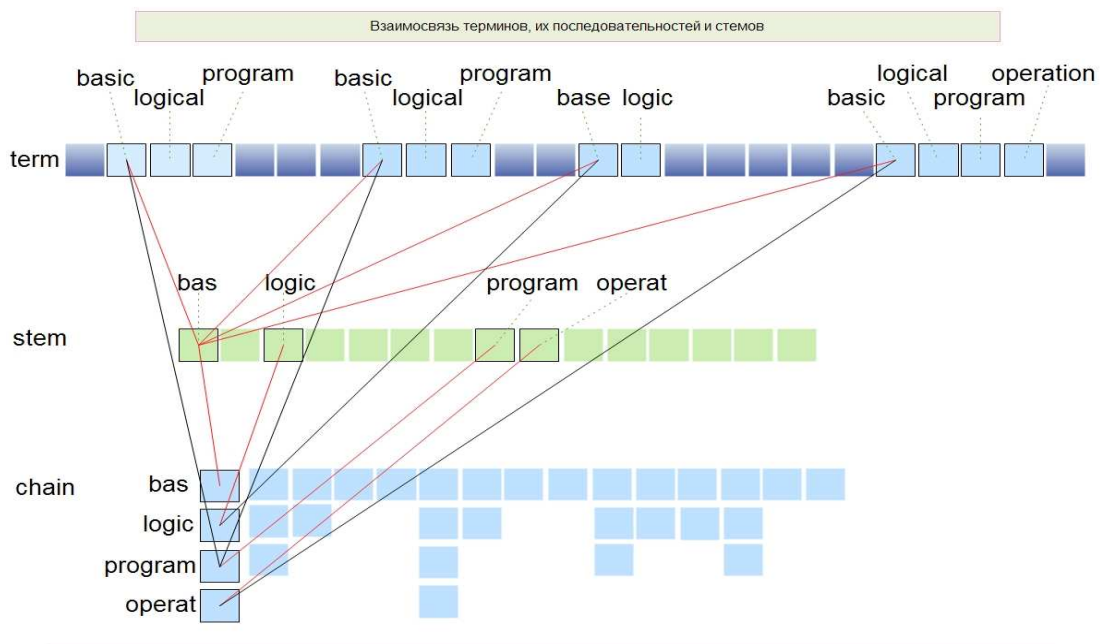 Взаимосвязь терминов, их поседовательностей и стемов
basic logical program basic logical program base logic basic logical program operation
term
bas logic program operat
stem
chain
bas
logic
program
operat